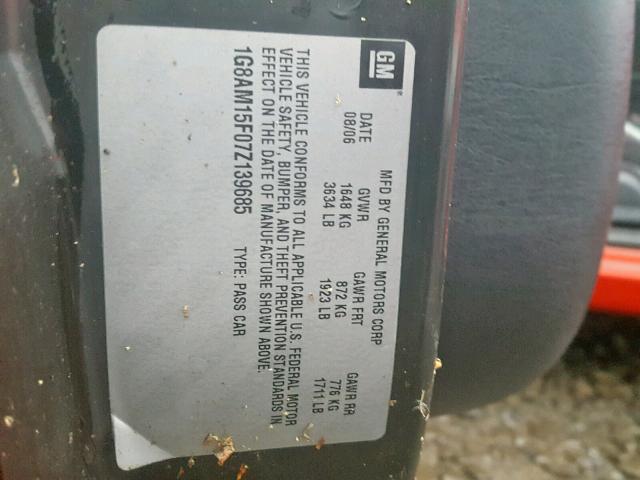 GM®
MFD BY GENERAL MOTORS CORP
DATE GVWR GAWR FRT GAWR RR
08/06 1648 KG 872 KG 776 KG
3634 LB 1923 LB 1711 LB
THIS VEHICLE CONFORMS TO ALL APPLICABLE U.S. FEDERAL MOTOR
VEHICLE SAFETY, BUMPER, AND THEFT PREVENTION STANDARDS IN
EFFECT ON THE DATE OF MANUFACTURE SHOWN ABOVE.
1G8AM15F07Z139685 TYPE: PASS CAR